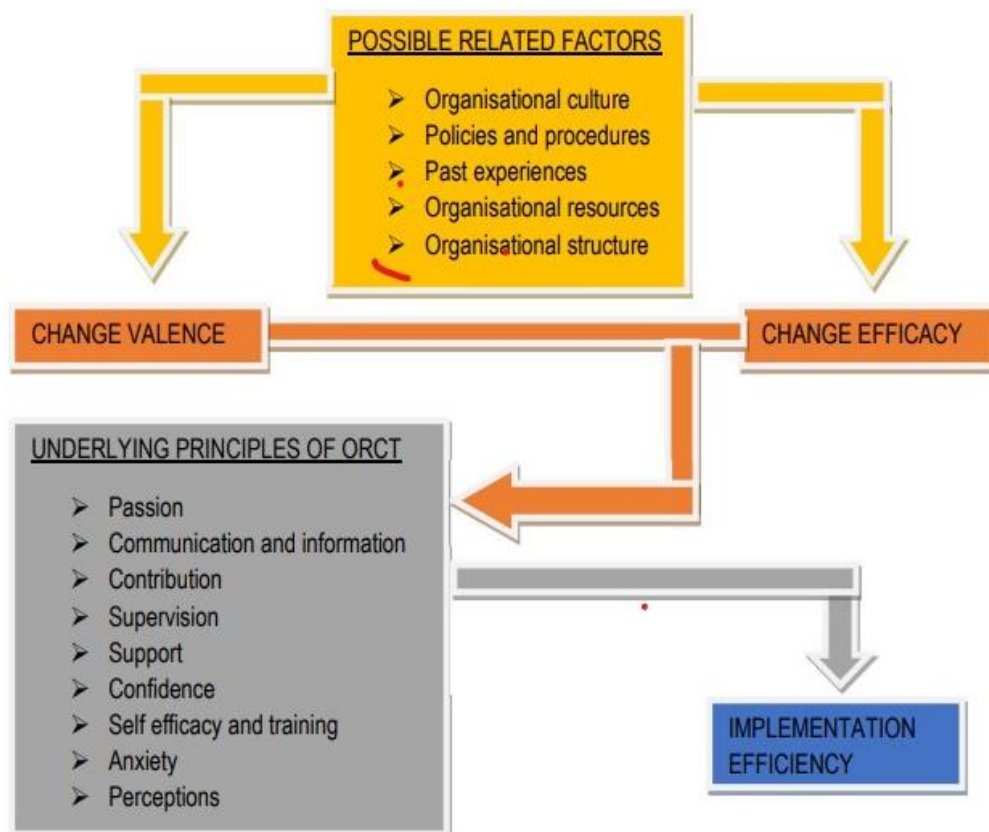 POSSIBLE RELATED FACTORS
➤ Organisational culture
➤ Policies and procedures
➤ Past experiences
➤ Organisational resources
➤ Organisational structure
CHANGE VALENCE
CHANGE EFFICACY
UNDERLYING PRINCIPLES OF ORCT
➤ Passion
➤ Communication and information
➤ Contribution
➤ Supervision
➤ Support
➤ Confidence
➤ Self efficacy and training
➤ Anxiety
➤ Perceptions
IMPLEMENTATION
EFFICIENCY